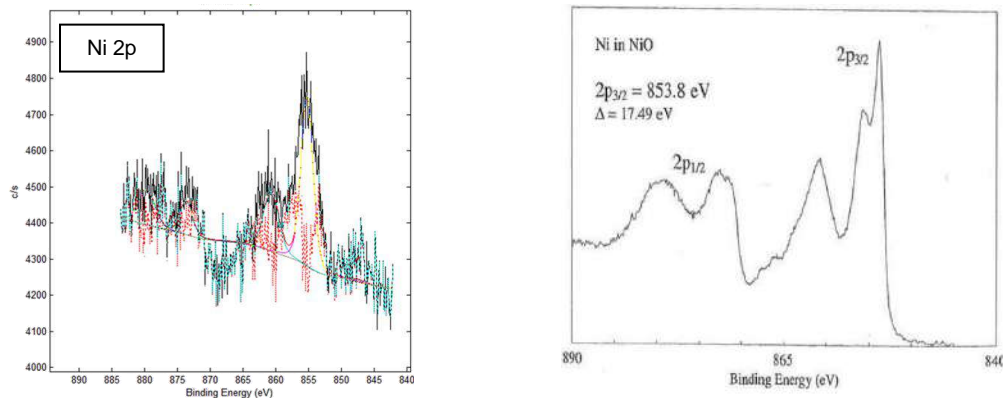 Ni 2p
4900
4800
4700
4600
4500
4400
4300
4200
4100
4000
c/s
890 885 880 875 870 865 860 855 850 845 840
Binding Energy (eV)
Ni in NiO
2p3/2
2p3/2 = 853.8 eV
Δ = 17.49 eV
2p1/2
890 865 840
Binding Energy (eV)